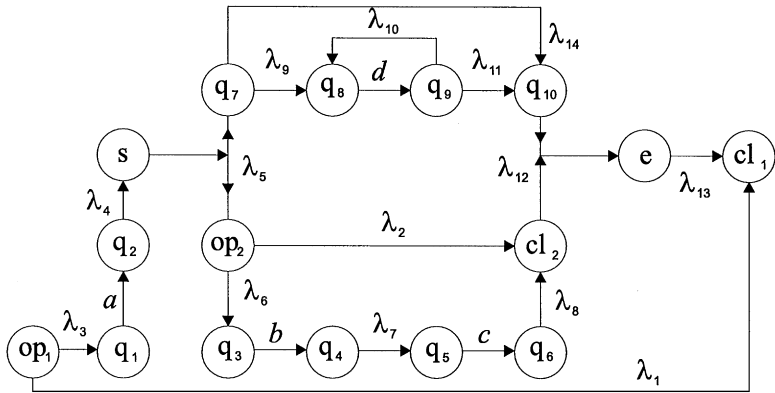 λ₁₀
λ₁₄
λ₉ d λ₁₁
q₇ q₈ q₉ q₁₀
s λ₅ λ₁₂ e λ₁₃ cl₁
λ₄
q₂ op₂ λ₂ cl₂
a λ₆ λ₈
λ₃ b λ₇ c
op₁ q₁ q₃ q₄ q₅ q₆
λ₁